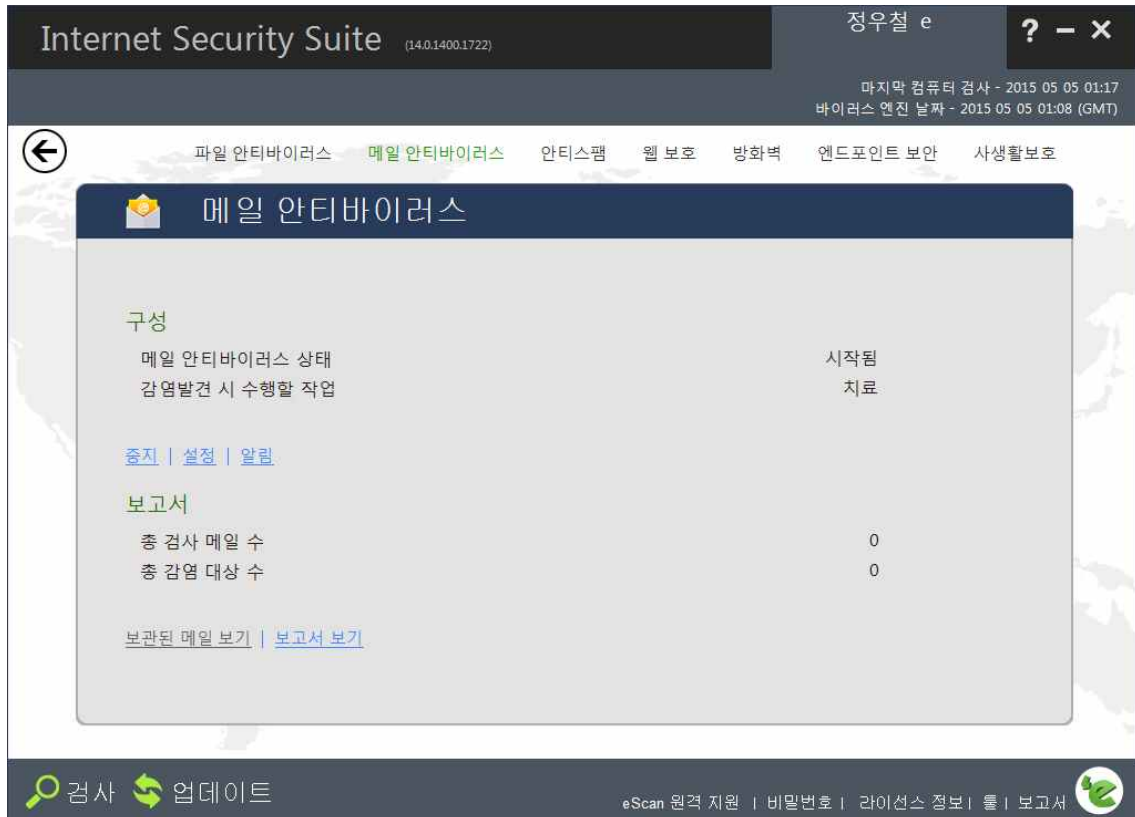 Internet Security Suite (14.0.1400.1722)
정우철 e
? − ×
마지막 컴퓨터 검사 - 2015 05 05 01:17
바이러스 엔진 날짜 - 2015 05 05 01:08 (GMT)
파일 안티바이러스 메일 안티바이러스 안티스팸 웹 보호 방화벽 엔드포인트 보안 사생활보호
메일 안티바이러스
구성
메일 안티바이러스 상태 시작됨
감염발견 시 수행할 작업 치료
중지 | 설정 | 알림
보고서
총 검사 메일 수 0
총 감염 대상 수 0
보관된 메일 보기 | 보고서 보기
검사 업데이트
eScan 원격 지원 | 비밀번호 | 라이선스 정보 | 툴 | 보고서